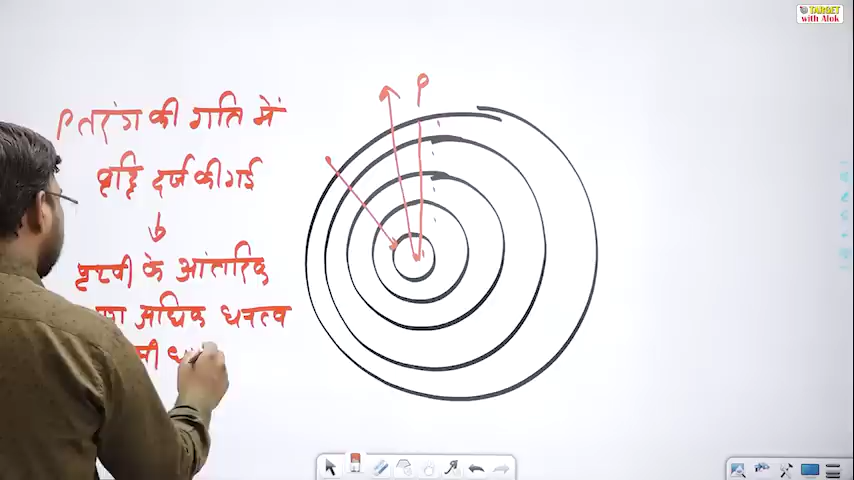 P तरंग की गति में
वृद्धि दर्ज की गई
पृथ्वी के आंतरिक
का अधिक घनत्व
P
TARGET
with Alok